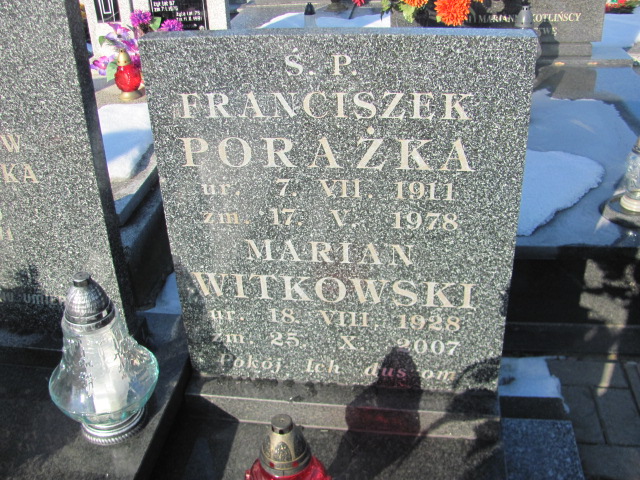 S. P.
FRANCISZEK
PORAŻKA
ur. 7. VII. 1911
zm. 17. V. 1978
MARIAN
WITKOWSKI
ur. 18. VIII. 1928
zm. 25. X. 2007
Pokój Ich duszom